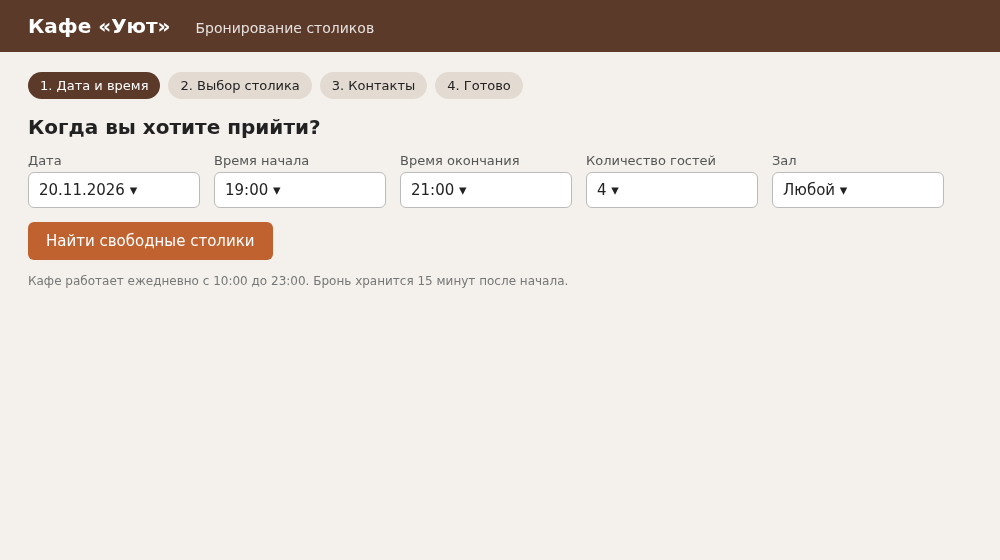 Кафе «Уют» Бронирование столиков
1. Дата и время 2. Выбор столика 3. Контакты 4. Готово
Когда вы хотите прийти?
Дата Время начала Время окончания Количество гостей Зал
20.11.2026 ▾ 19:00 ▾ 21:00 ▾ 4 ▾ Любой ▾
Найти свободные столики
Кафе работает ежедневно с 10:00 до 23:00. Бронь хранится 15 минут после начала.